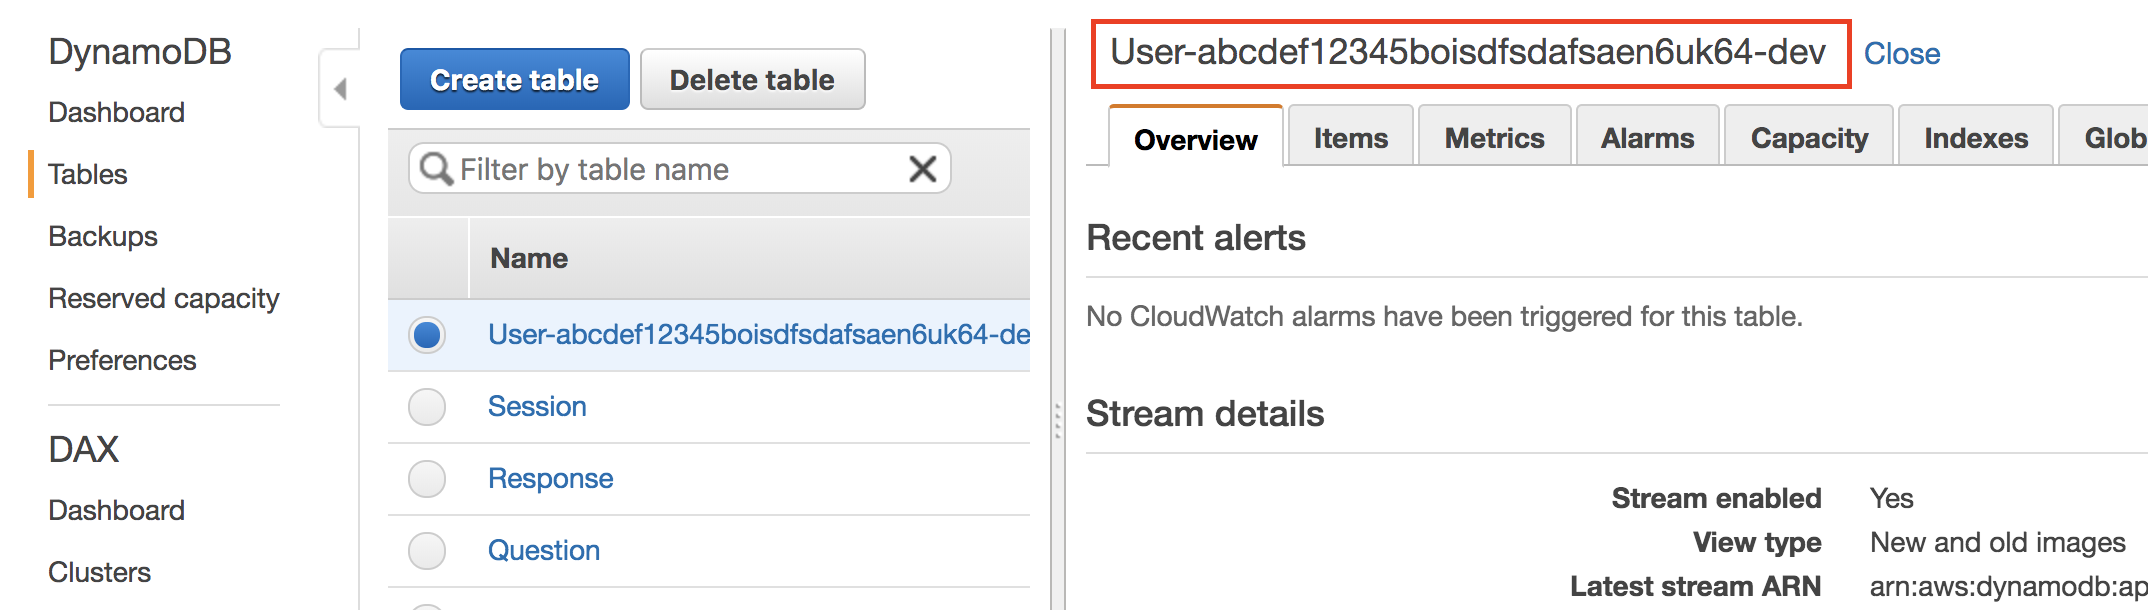 DynamoDB
Dashboard
Tables
Backups
Reserved capacity
Preferences
DAX
Dashboard
Clusters
Create table
Delete table
Filter by table name
Name
User-abcdef12345boisdfsdafsaen6uk64-de
Session
Response
Question
User-abcdef12345boisdfsdafsaen6uk64-dev Close
Overview Items Metrics Alarms Capacity Indexes Glob
Recent alerts
No CloudWatch alarms have been triggered for this table.
Stream details
Stream enabled Yes
View type New and old images
Latest stream ARN arn:aws:dynamodb:ap